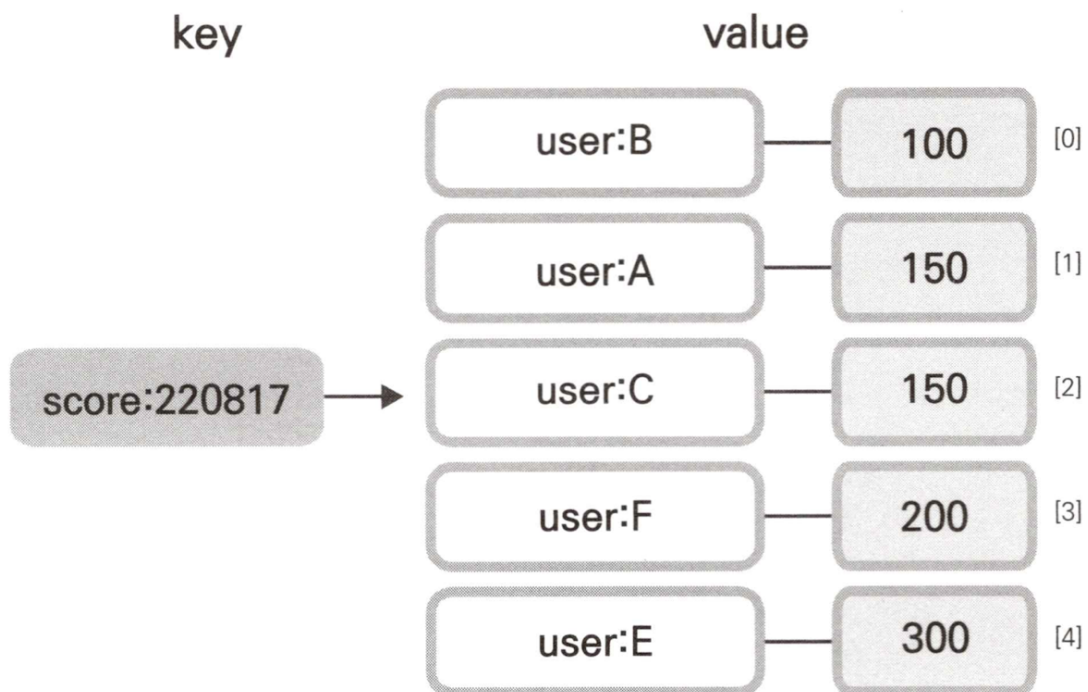 key value
user:B 100 [0]
user:A 150 [1]
score:220817 user:C 150 [2]
user:F 200 [3]
user:E 300 [4]